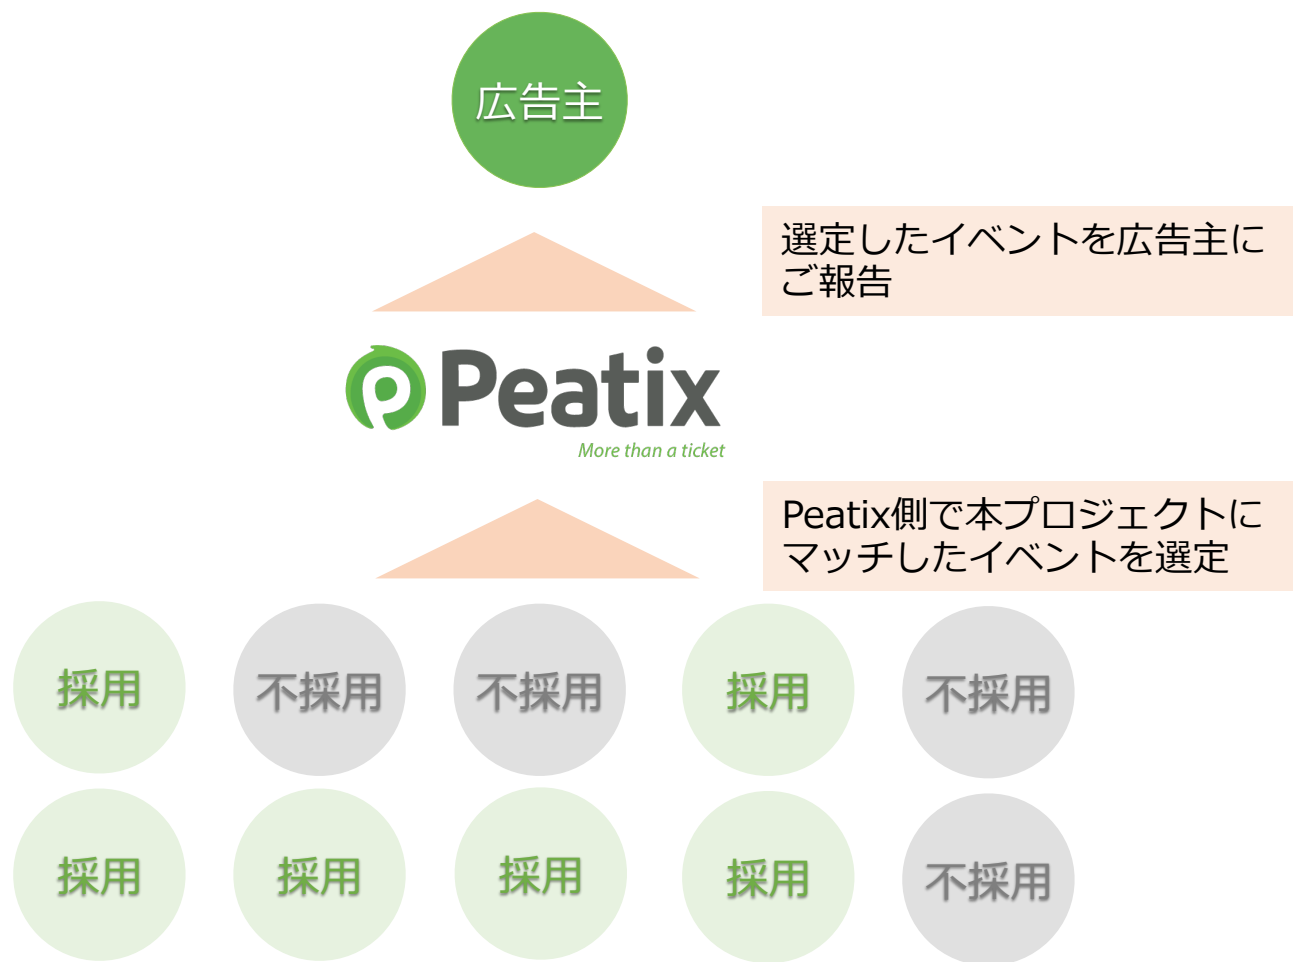 広告主
選定したイベントを広告主に
ご報告
Peatix
More than a ticket
Peatix側で本プロジェクトに
マッチしたイベントを選定
採用
不採用
不採用
採用
不採用
採用
採用
採用
採用
不採用